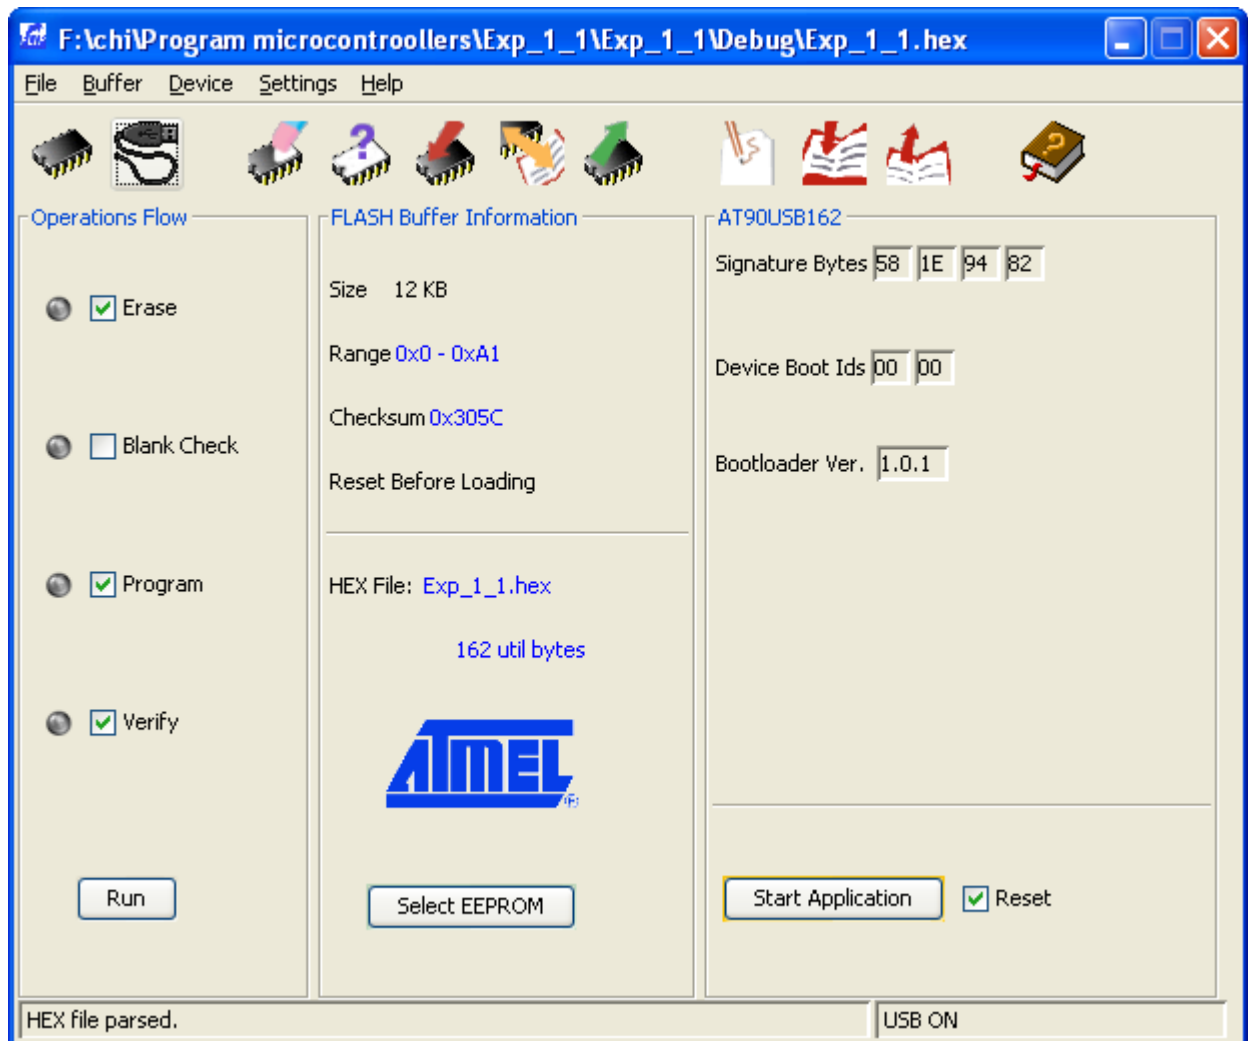 F:\chi\Program microcontroollers\Exp_1_1\Exp_1_1\Debug\Exp_1_1.hex
File Buffer Device Settings Help
Operations Flow
Erase
Blank Check
Program
Verify
Run
FLASH Buffer Information
Size 12 KB
Range 0x0 - 0xA1
Checksum 0x305C
Reset Before Loading
HEX File: Exp_1_1.hex
162 util bytes
ATMEL®
Select EEPROM
AT90USB162
Signature Bytes 58 1E 94 82
Device Boot Ids 00 00
Bootloader Ver. 1.0.1
Start Application Reset
HEX file parsed. USB ON